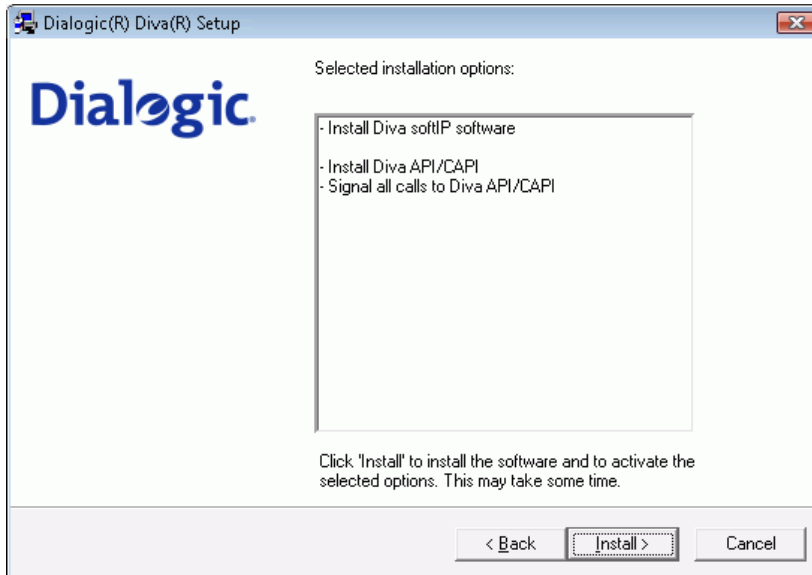 Dialogic(R) Diva(R) Setup
Dialogic.
Selected installation options:
- Install Diva softIP software
- Install Diva API/CAPI
- Signal all calls to Diva API/CAPI
Click 'Install' to install the software and to activate the
selected options. This may take some time.
< Back
Install >
Cancel